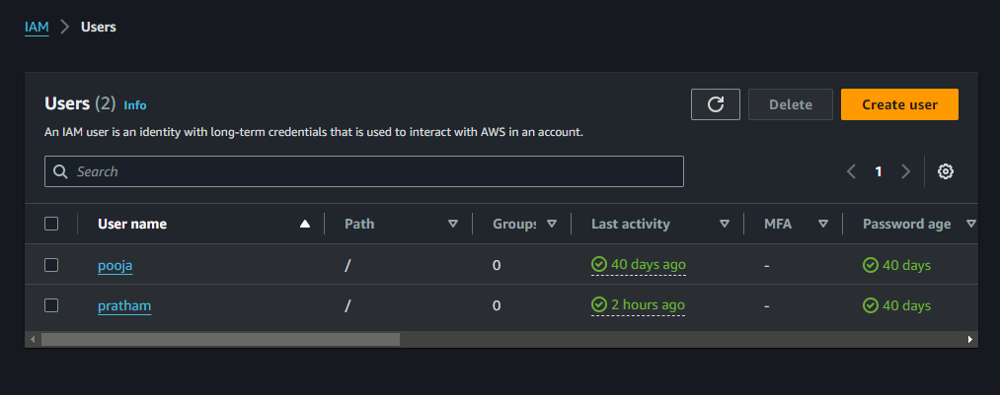 IAM > Users
Users (2) Info
Delete
Create user
An IAM user is an identity with long-term credentials that is used to interact with AWS in an account.
Search
1
User name Path Groups Last activity MFA Password age
pooja / 0 40 days ago - 40 days
pratham / 0 2 hours ago - 40 days